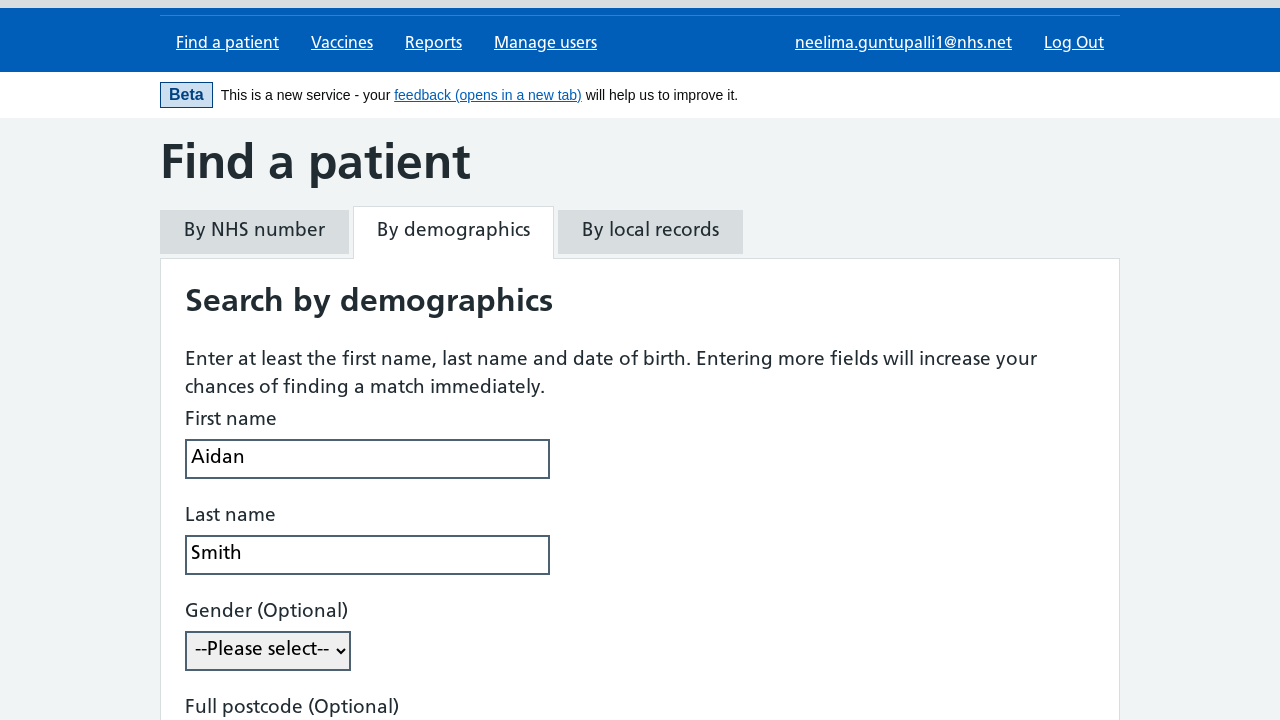 Find a patient
Vaccines
Reports
Manage users
neelima.guntupalli1@nhs.net
Log Out
Beta
This is a new service - your feedback (opens in a new tab) will help us to improve it.
Find a patient
By NHS number
By demographics
By local records
Search by demographics
Enter at least the first name, last name and date of birth. Entering more fields will increase your
chances of finding a match immediately.
First name
Aidan
Last name
Smith
Gender (Optional)
--Please select--
Full postcode (Optional)